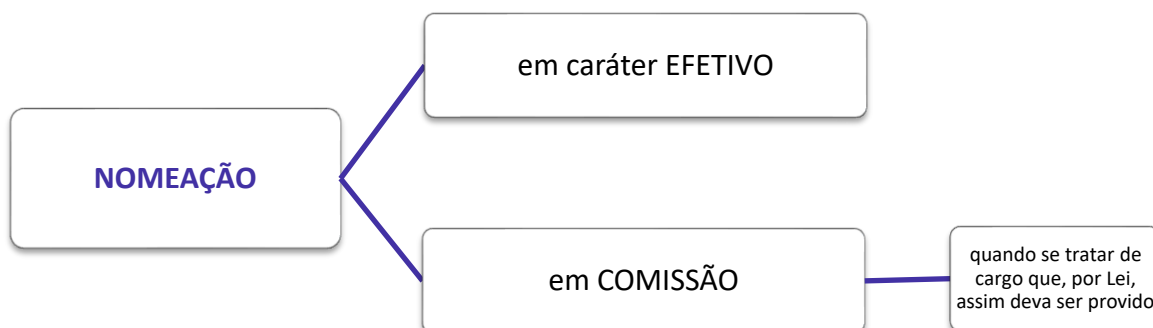 em caráter EFETIVO
NOMEAÇÃO
em COMISSÃO
quando se tratar de
cargo que, por Lei,
assim deva ser provido